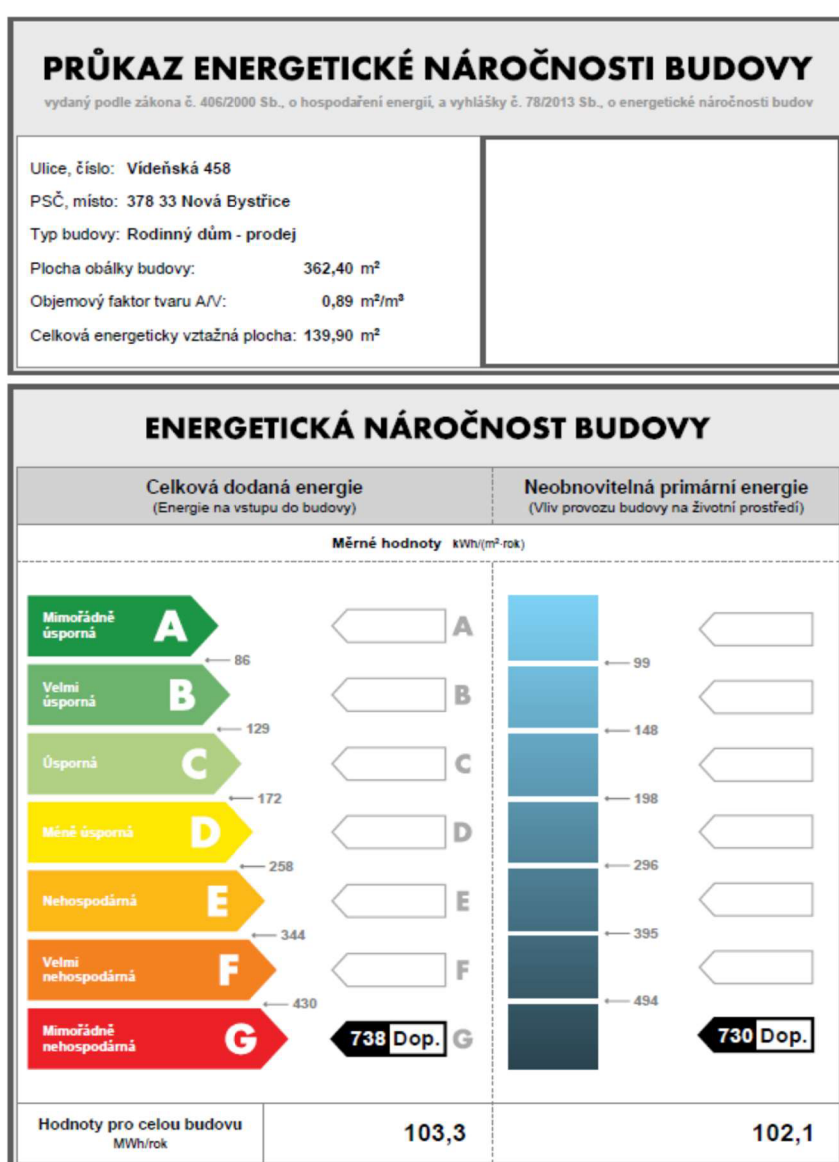 PRŮKAZ ENERGETICKÉ NÁROČNOSTI BUDOVY
vydaný podle zákona č. 406/2000 Sb., o hospodaření energií, a vyhlášky č. 78/2013 Sb., o energetické náročnosti budov
Ulice, číslo: Vídeňská 458
PSČ, místo: 378 33 Nová Bystřice
Typ budovy: Rodinný dům - prodej
Plocha obálky budovy: 362,40 m²
Objemový faktor tvaru A/V: 0,89 m²/m³
Celková energeticky vztažná plocha: 139,90 m²
ENERGETICKÁ NÁROČNOST BUDOVY
Celková dodaná energie
(Energie na vstupu do budovy)
Neobnovitelná primární energie
(Vliv provozu budovy na životní prostředí)
Měrné hodnoty kWh/(m²·rok)
Mimořádně úsporná A A
86 99
Velmi úsporná B B
129 148
Úsporná C C
172 198
Méně úsporná D D
258 296
Nehospodárná E E
344 395
Velmi nehospodárná F F
430 494
Mimořádně nehospodárná G 738 Dop. G 730 Dop.
Hodnoty pro celou budovu
MWh/rok
103,3 102,1